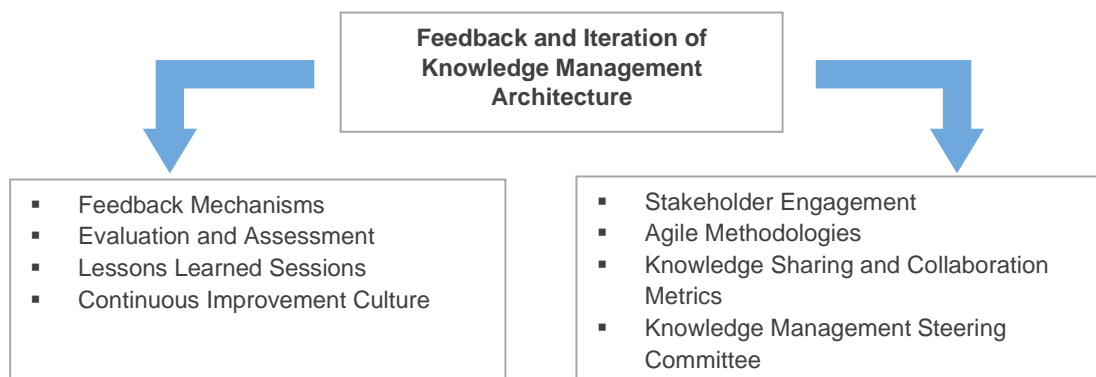 Feedback and Iteration of
Knowledge Management
Architecture
▪ Feedback Mechanisms
▪ Evaluation and Assessment
▪ Lessons Learned Sessions
▪ Continuous Improvement Culture
▪ Stakeholder Engagement
▪ Agile Methodologies
▪ Knowledge Sharing and Collaboration
Metrics
▪ Knowledge Management Steering
Committee